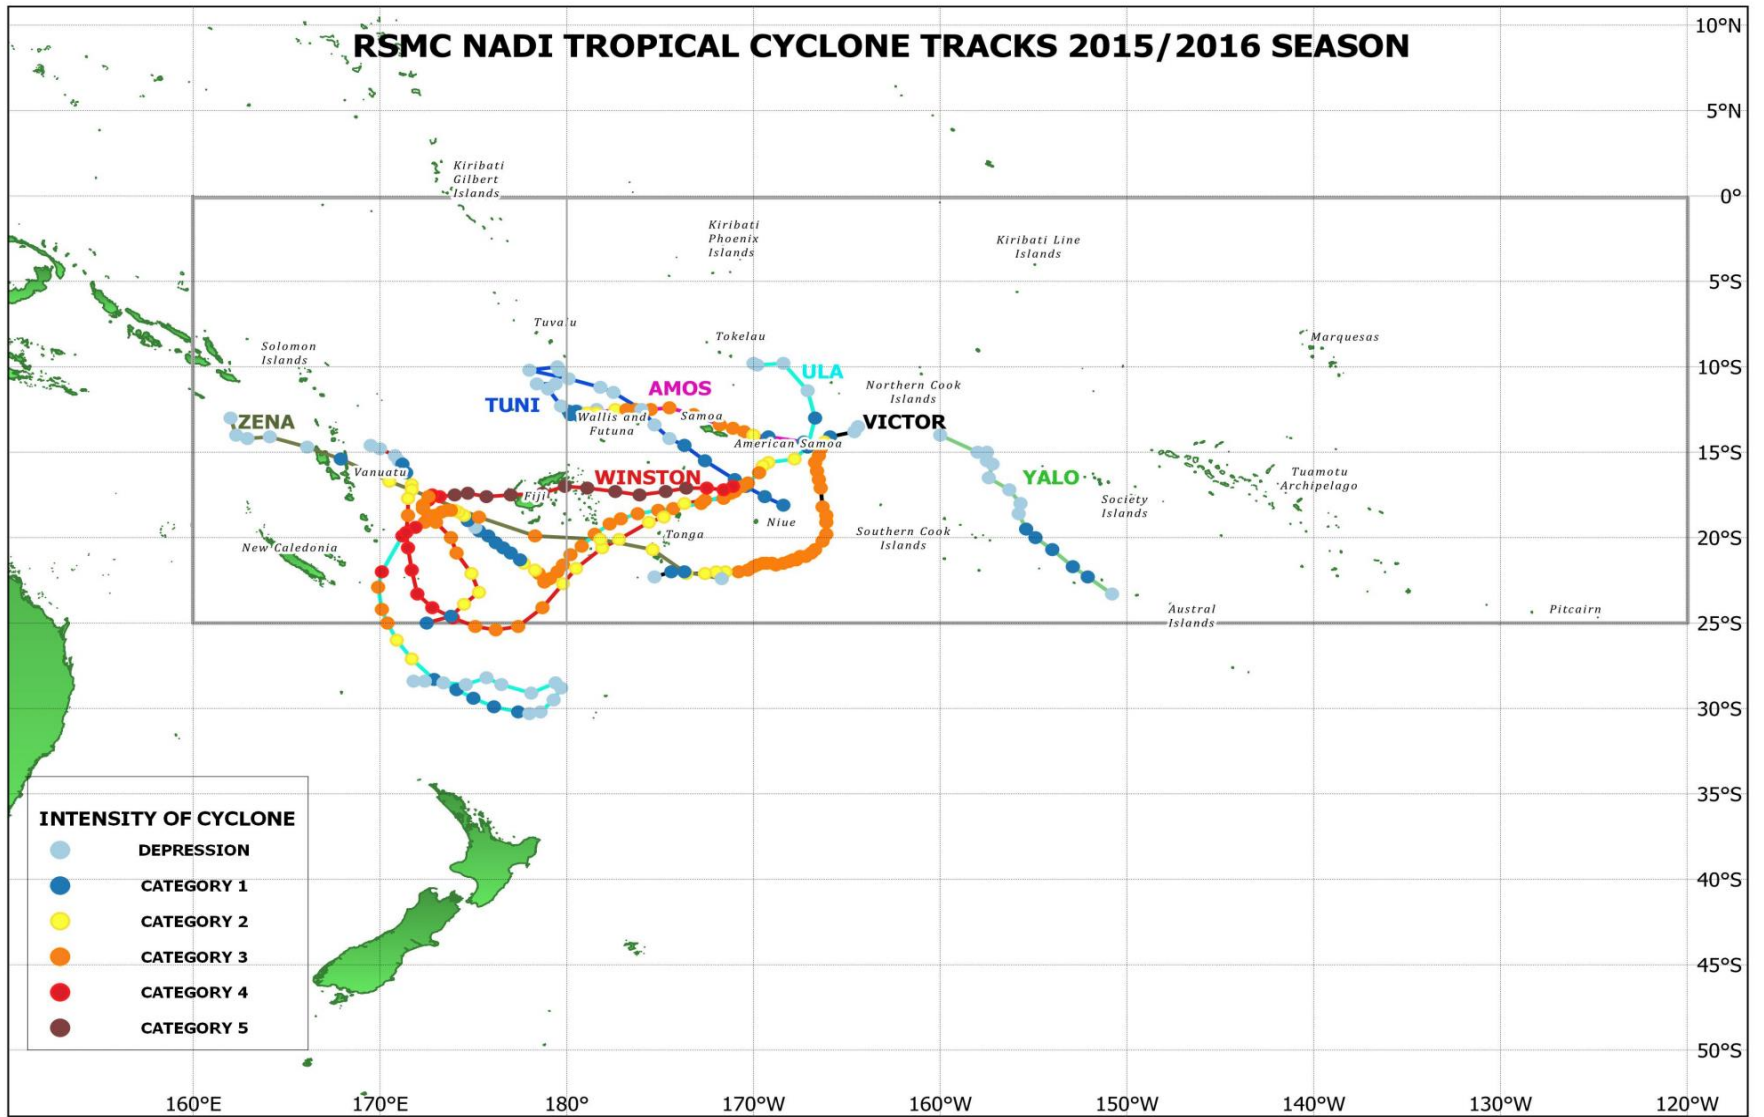 RSMC NADI TROPICAL CYCLONE TRACKS 2015/2016 SEASON
10°N
5°N
0°
5°S
10°S
15°S
20°S
25°S
30°S
35°S
40°S
45°S
50°S
Kiribati
Gilbert
Islands
Kiribati
Phoenix
Islands
Kiribati Line
Islands
Tuvalu
Tokelau
Marquesas
Solomon
Islands
ULA
AMOS
TUNI
Northern Cook
Islands
ZENA
Wallis and
Futuna
Samoa
VICTOR
American Samoa
Vanuatu
WINSTON
Fiji
YALO
Tuamotu
Archipelago
Society
Islands
Niue
Tonga
Southern Cook
Islands
New Caledonia
Austral
Islands
Pitcairn
INTENSITY OF CYCLONE
DEPRESSION
CATEGORY 1
CATEGORY 2
CATEGORY 3
CATEGORY 4
CATEGORY 5
160°E
170°E
180°
170°W
160°W
150°W
140°W
130°W
120°W